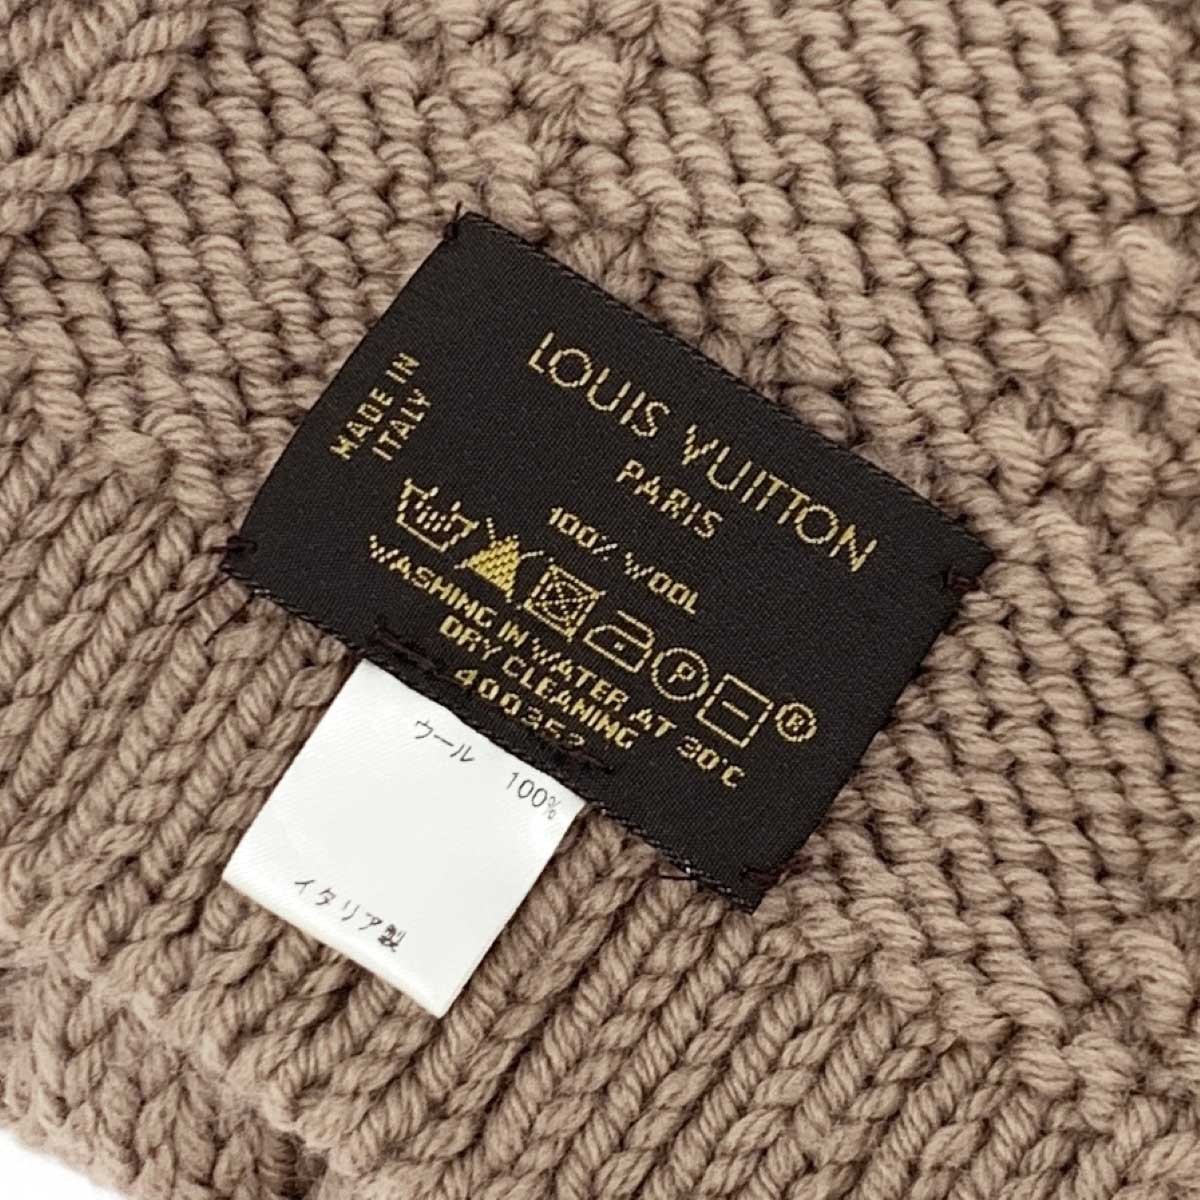 LOUIS VUITTON
PARIS
MADE IN
ITALY
100% WOOL
P
®
WASHING IN WATER AT 30°C
DRY CLEANING
400352
ウール 100%
イタリア製